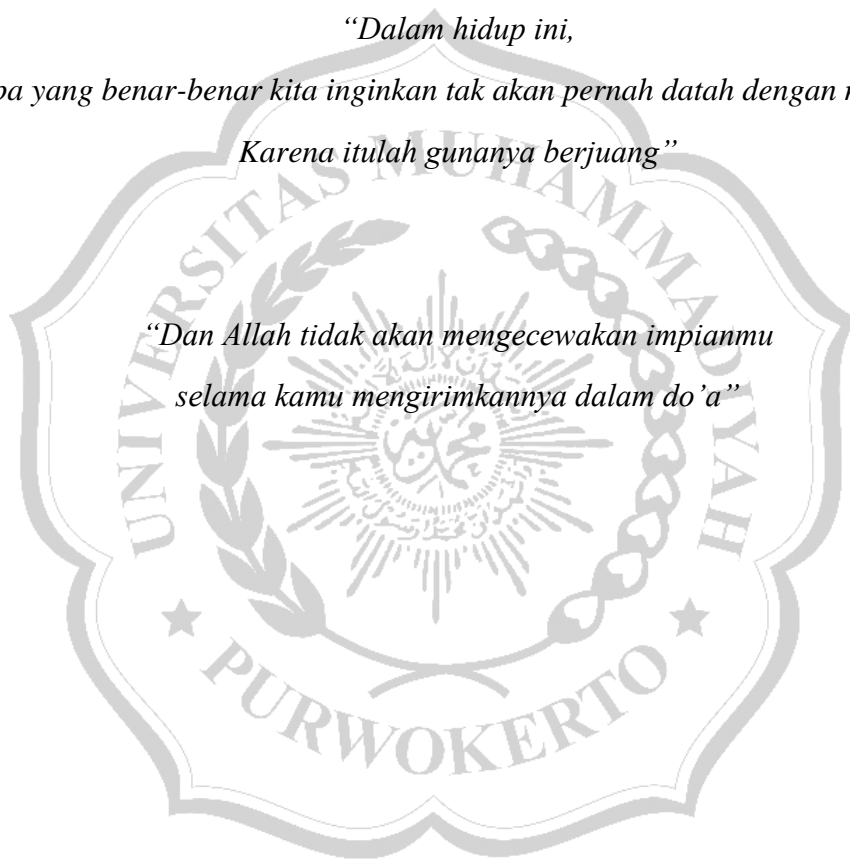 “Dalam hidup ini,
yang benar-benar kita inginkan tak akan pernah datah dengan
Karena itulah gunanya berjuang”
“Dan Allah tidak akan mengecewakan impianmu
selama kamu mengirimkannya dalam do’a”
UNIVERSITAS MUHAMMADIYAH
PURWOKERTO